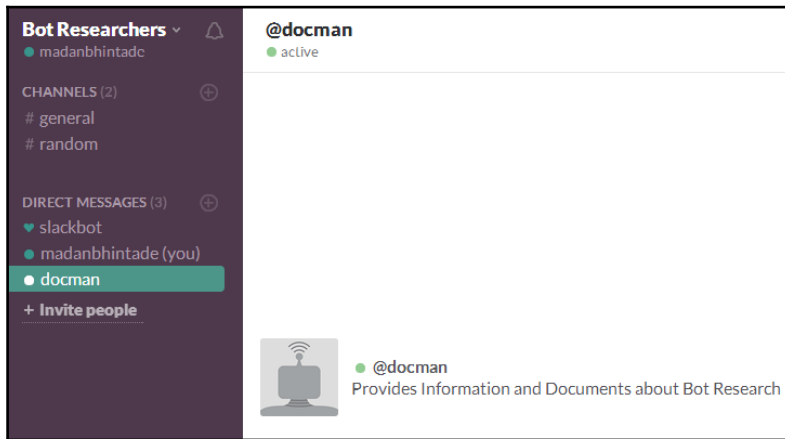 Bot Researchers
madanbhintade
CHANNELS (2)
# general
# random
DIRECT MESSAGES (3)
slackbot
madanbhintade (you)
docman
+ Invite people
@docman
active
@docman
Provides Information and Documents about Bot Research